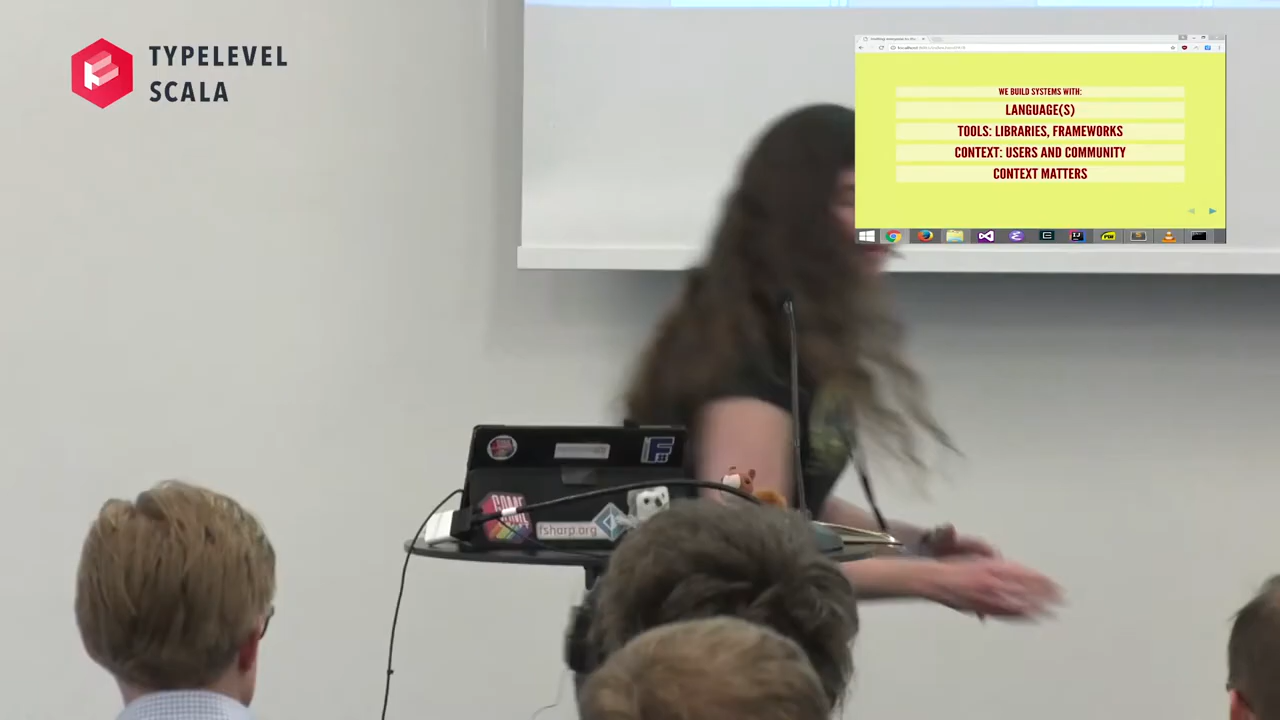 TYPELEVEL
SCALA
WE BUILD SYSTEMS WITH:
LANGUAGE(S)
TOOLS: LIBRARIES, FRAMEWORKS
CONTEXT: USERS AND COMMUNITY
CONTEXT MATTERS
fsharp.org